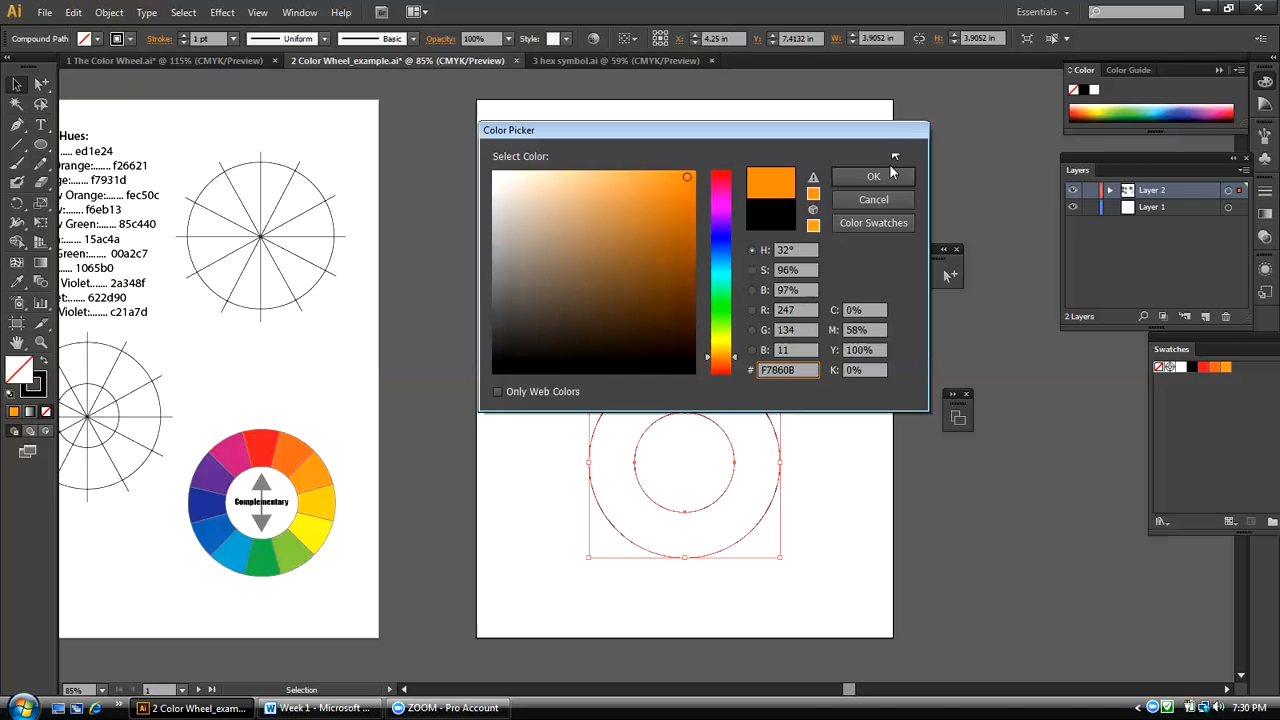 Ai File Edit Object Type Select Effect View Window Help Br Essentials
Compound Path Stroke: 1 pt Uniform Basic Opacity: 100% Style: X: 4.25 in Y: 7.4132 in W: 3.9052 in H: 3.9052 in
1 The Color Wheel.ai* @ 115% (CMYK/Preview) × 2 Color Wheel_example.ai* @ 85% (CMYK/Preview) × 3 hex symbol.ai @ 59% (CMYK/Preview) ×
Color Color Guide
Hues:
..... ed1e24
Orange:....... f26621
ge:....... f7931d
w Orange:....... fec50c
w:....... f6eb13
w Green:....... 85c440
:....... 15ac4a
Green:....... 00a2c7
....... 1065b0
Violet:....... 2a348f
et:....... 622d90
Violet:....... c21a7d
Complementary
Color Picker
Select Color:
OK
Cancel
Color Swatches
H: 32°
S: 96%
B: 97%
R: 247 C: 0%
G: 134 M: 58%
B: 11 Y: 100%
# F7860B K: 0%
Only Web Colors
Layers
Layer 2
Layer 1
2 Layers
Swatches
85% 1 Selection
Ai 2 Color Wheel_exam... Week 1 - Microsoft ... ZOOM - Pro Account 7:30 PM